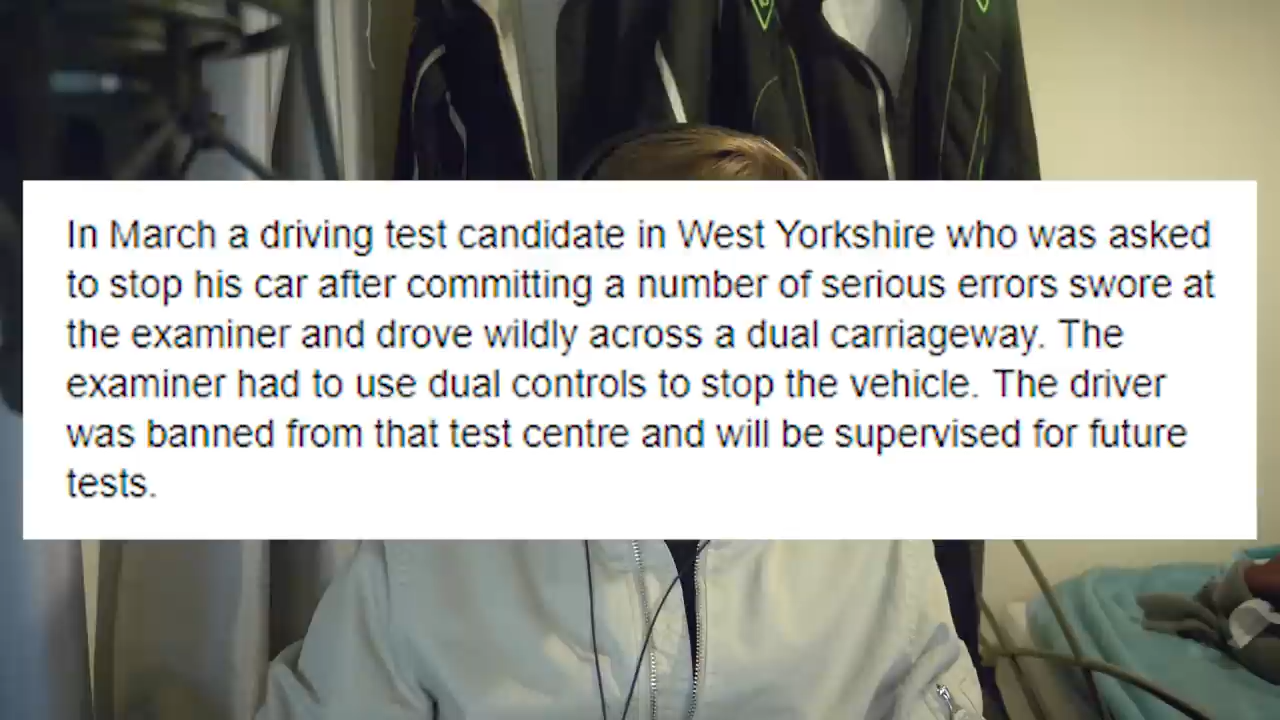 In March a driving test candidate in West Yorkshire who was asked
to stop his car after committing a number of serious errors swore at
the examiner and drove wildly across a dual carriageway. The
examiner had to use dual controls to stop the vehicle. The driver
was banned from that test centre and will be supervised for future
tests.